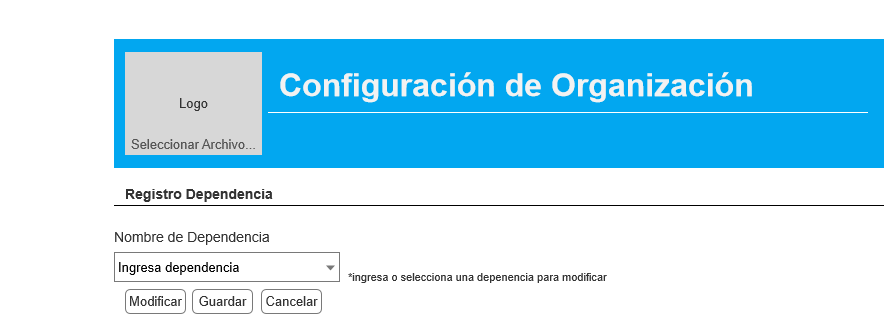 Configuración de Organización
Logo
Seleccionar Archivo...
Registro Dependencia
Nombre de Dependencia
Ingresa dependencia
*ingresa o selecciona una depenencia para modificar
Modificar Guardar Cancelar